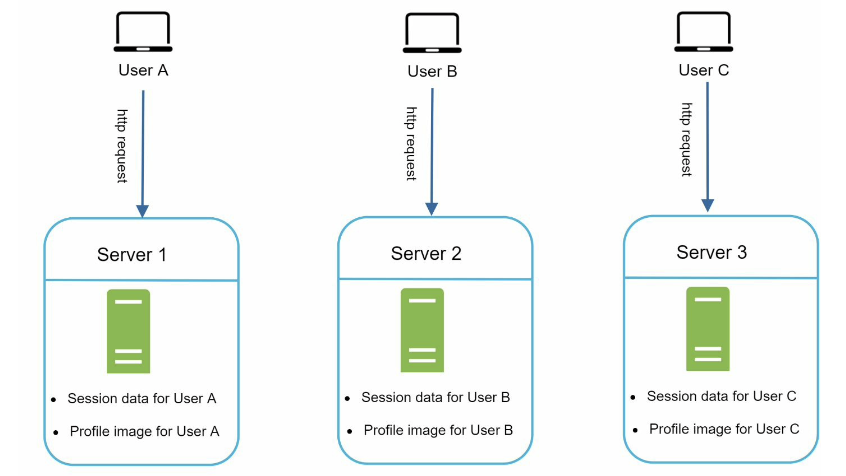 User A
User B
User C
http request
http request
http request
Server 1
Server 2
Server 3
• Session data for User A
• Profile image for User A
• Session data for User B
• Profile image for User B
• Session data for User C
• Profile image for User C